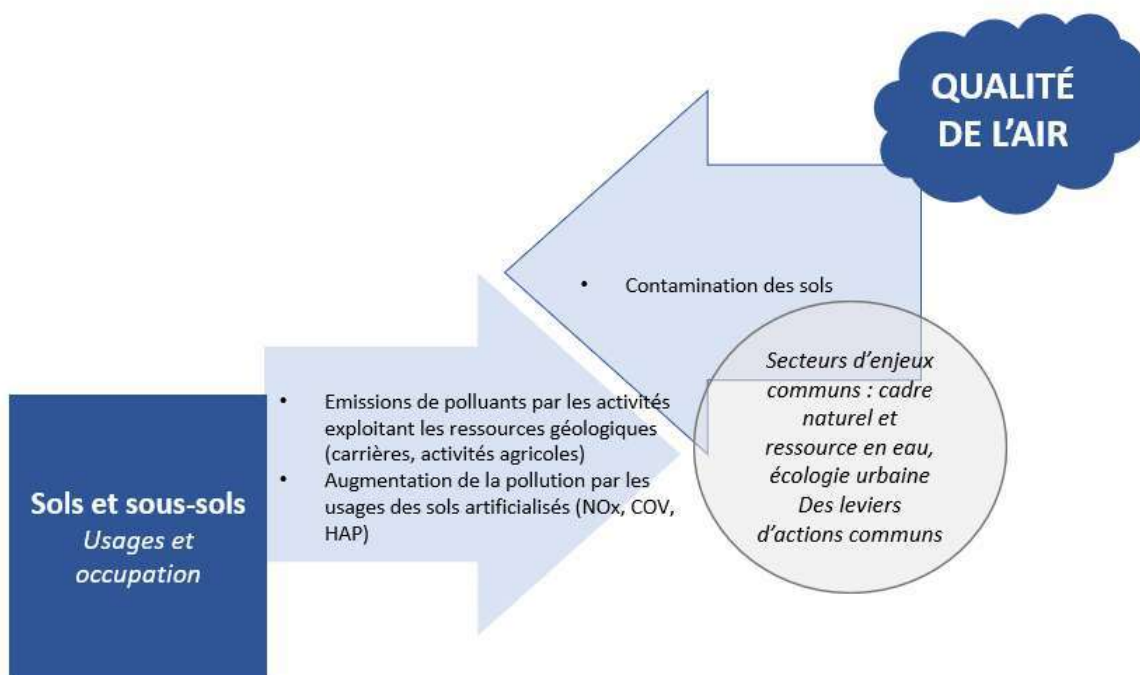 QUALITÉ
DE L'AIR
• Contamination des sols
Secteurs d'enjeux
communs : cadre
naturel et
ressource en eau,
écologie urbaine
Des leviers
d'actions communs
• Emissions de polluants par les activités
exploitant les ressources géologiques
(carrières, activités agricoles)
• Augmentation de la pollution par les
usages des sols artificialisés (NOx, COV,
HAP)
Sols et sous-sols
Usages et
occupation